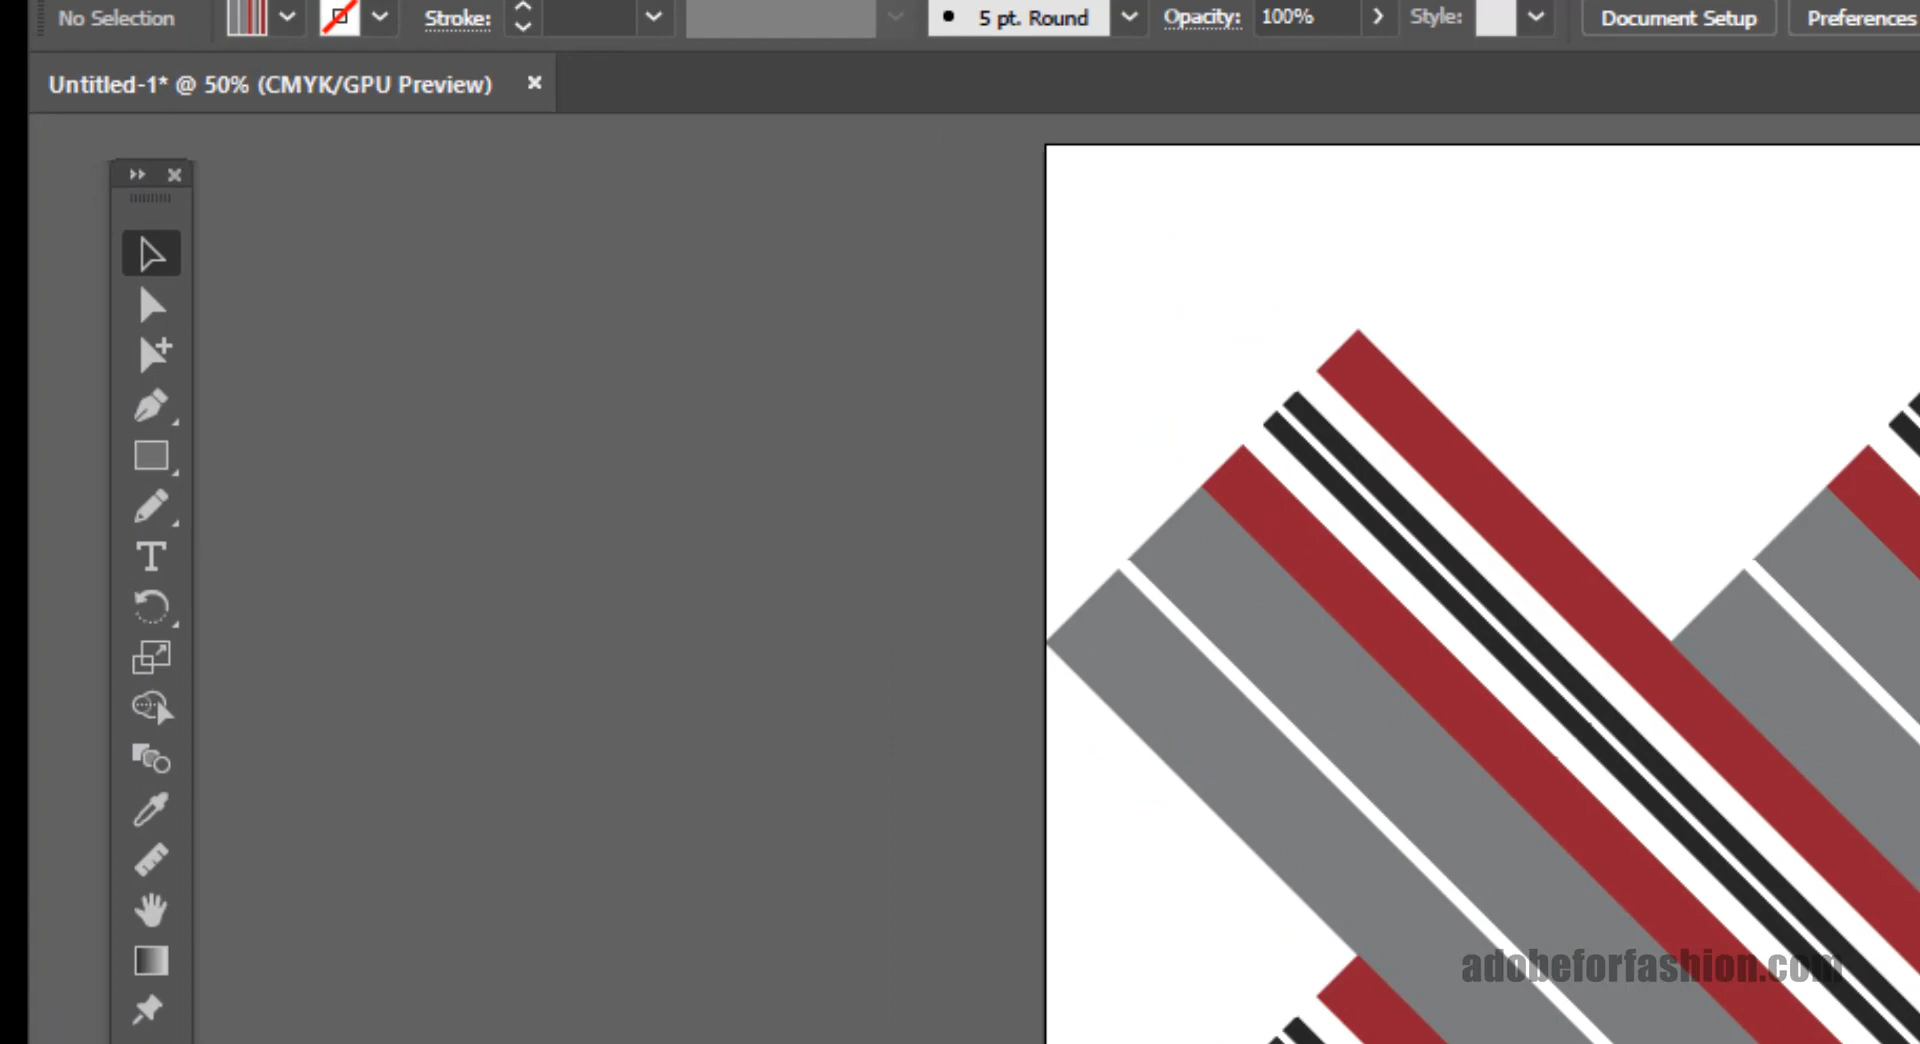 No Selection Stroke: 5 pt. Round Opacity: 100% Style: Document Setup Preferences
Untitled-1* @ 50% (CMYK/GPU Preview)
adobeforfashion.com